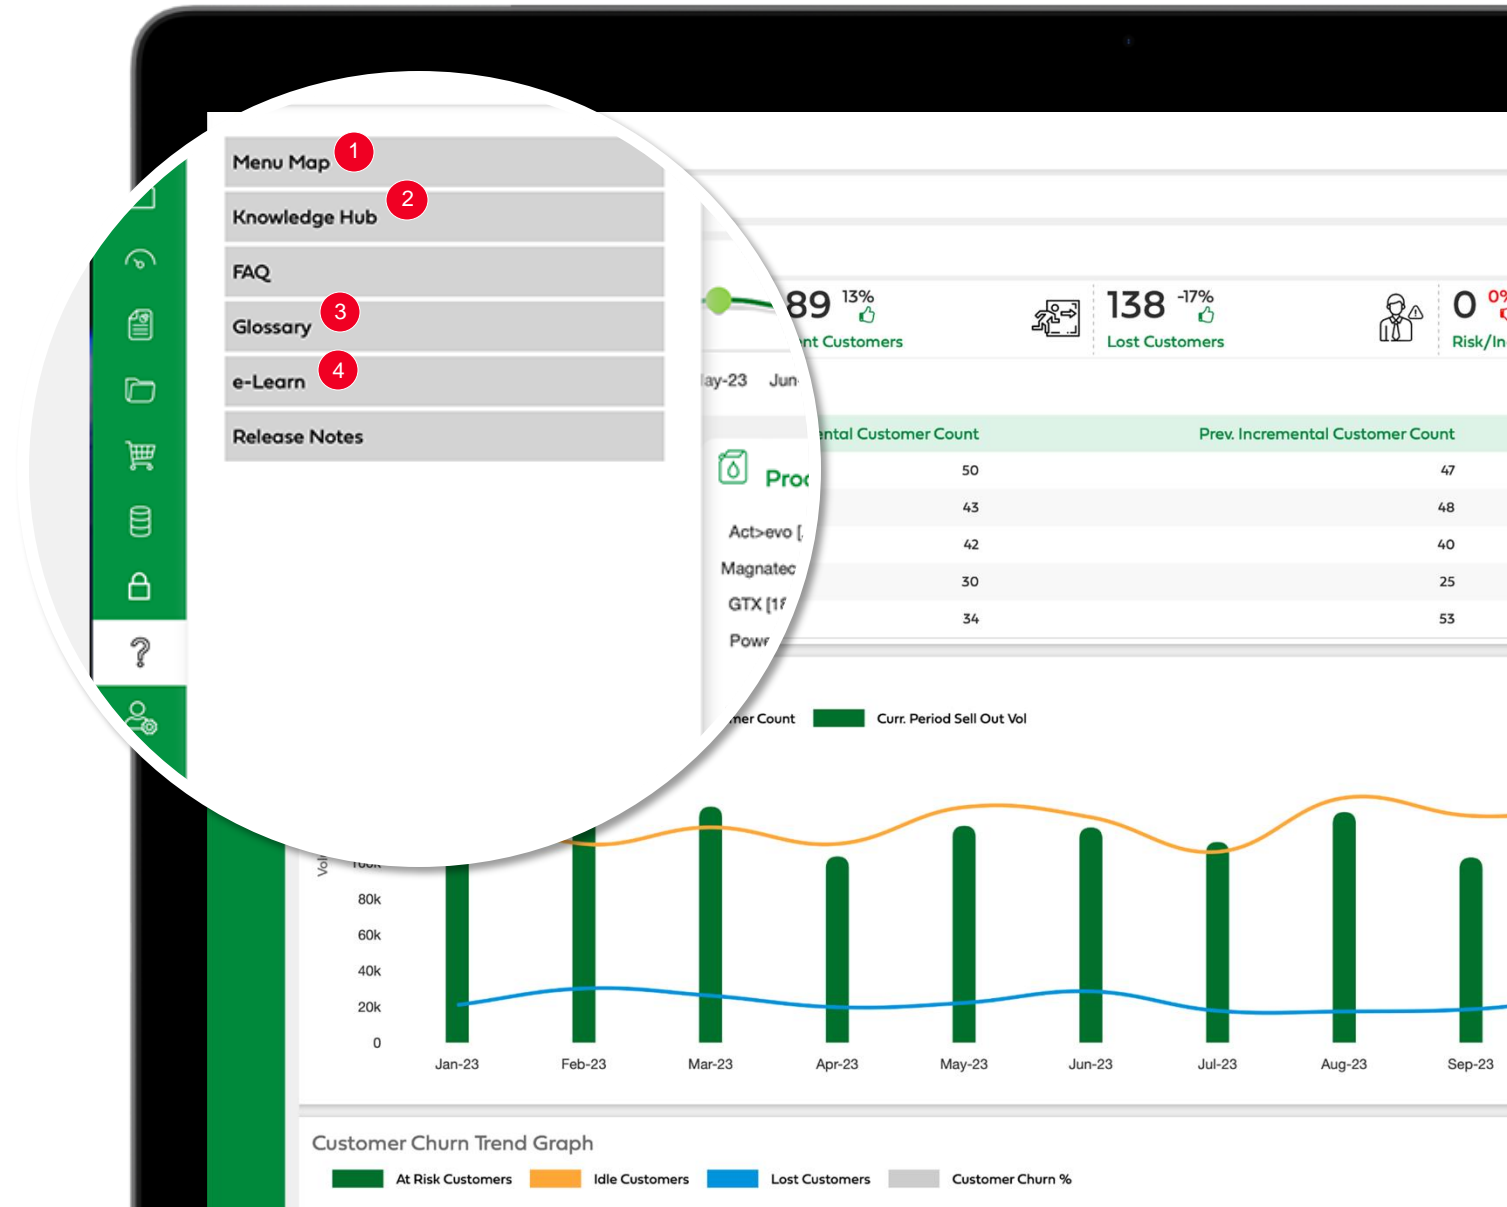 Menu Map 1
Knowledge Hub 2
FAQ
Glossary 3
e-Learn 4
Release Notes
89 13%
Customers
138 -17%
Lost Customers
0 0%
Risk/In
ay-23 Jun-
Customer Count
Prev. Incremental Customer Count
50 47
43 48
42 40
30 25
34 53
Act>evo [
Magnatec
GTX [18
Count
Curr. Period Sell Out Vol
100k
80k
60k
40k
20k
0
Jan-23 Feb-23 Mar-23 Apr-23 May-23 Jun-23 Jul-23 Aug-23 Sep-23
Customer Churn Trend Graph
At Risk Customers
Idle Customers
Lost Customers
Customer Churn %